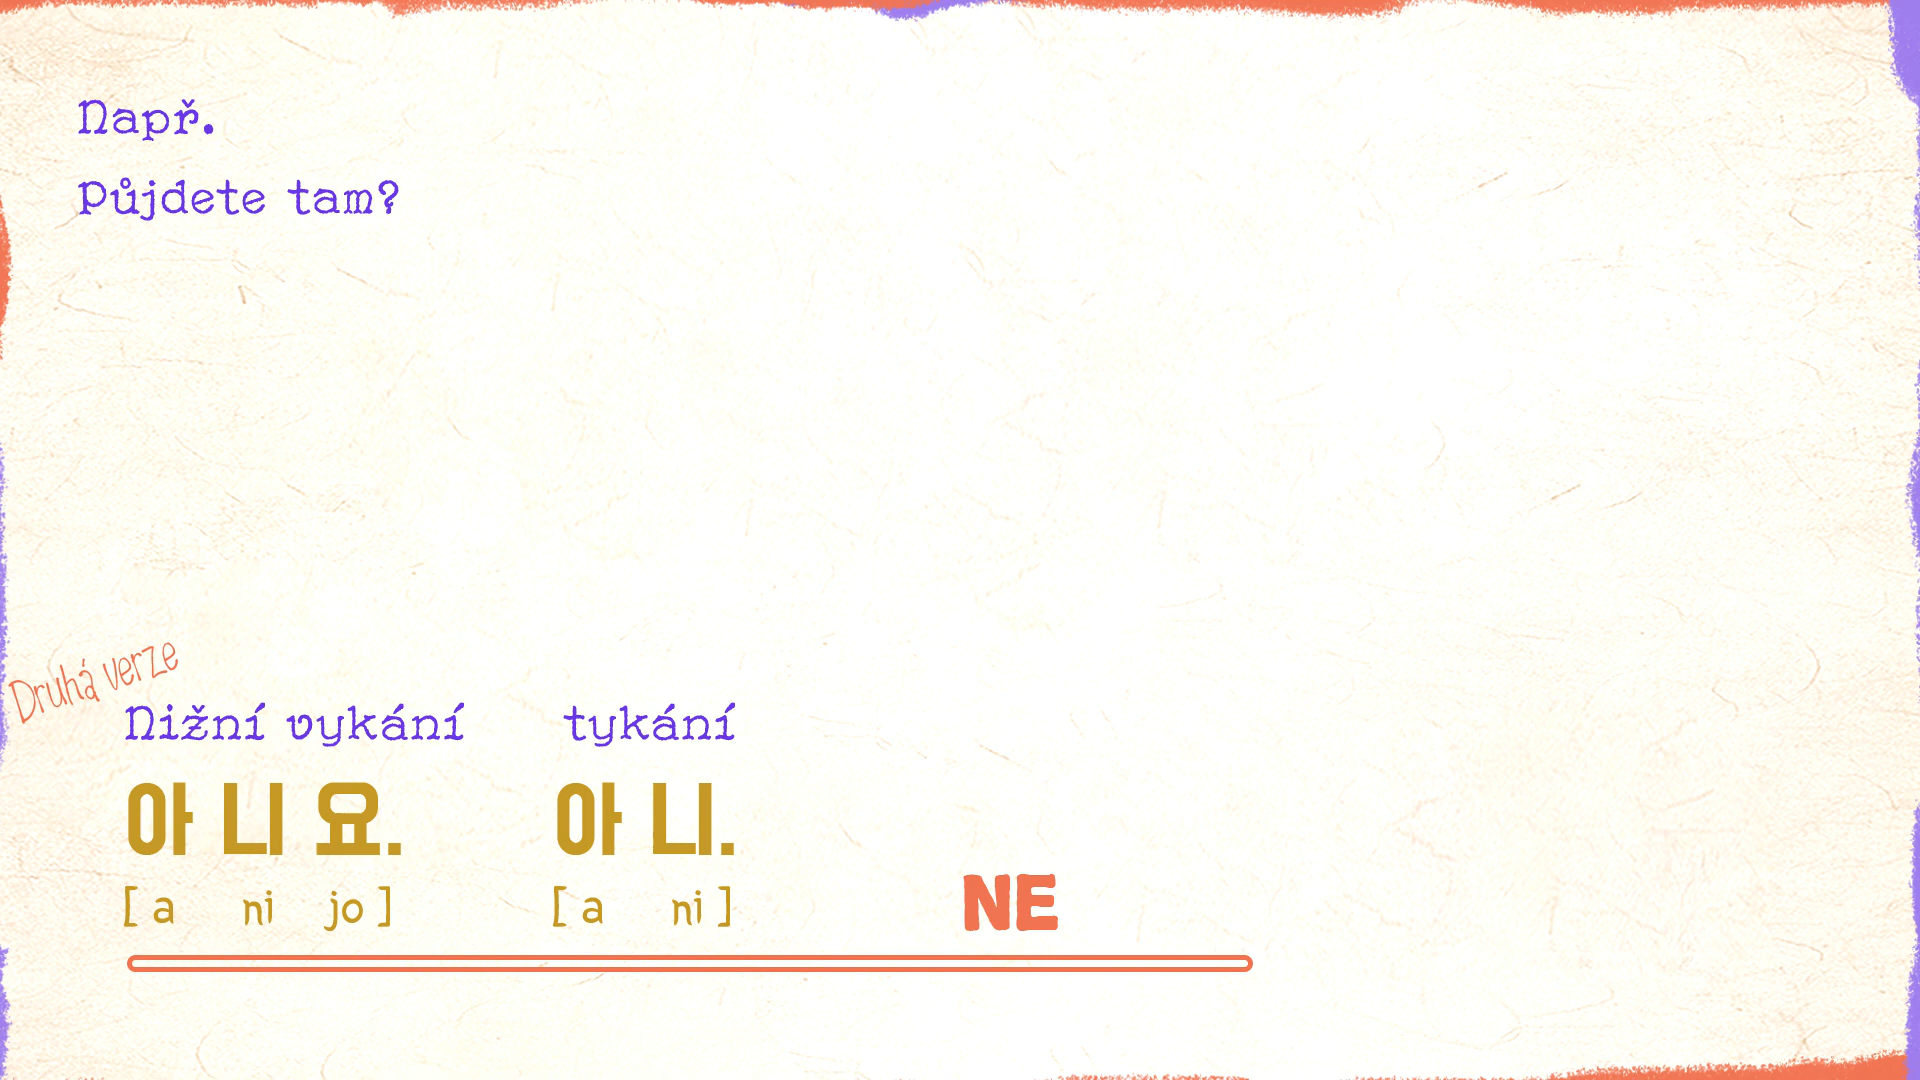 Např.
Půjdete tam?
Druhá verze
Nižní vykání tykání
아 니 요. 아 니.
[ a ni jo ] [ a ni ] NE